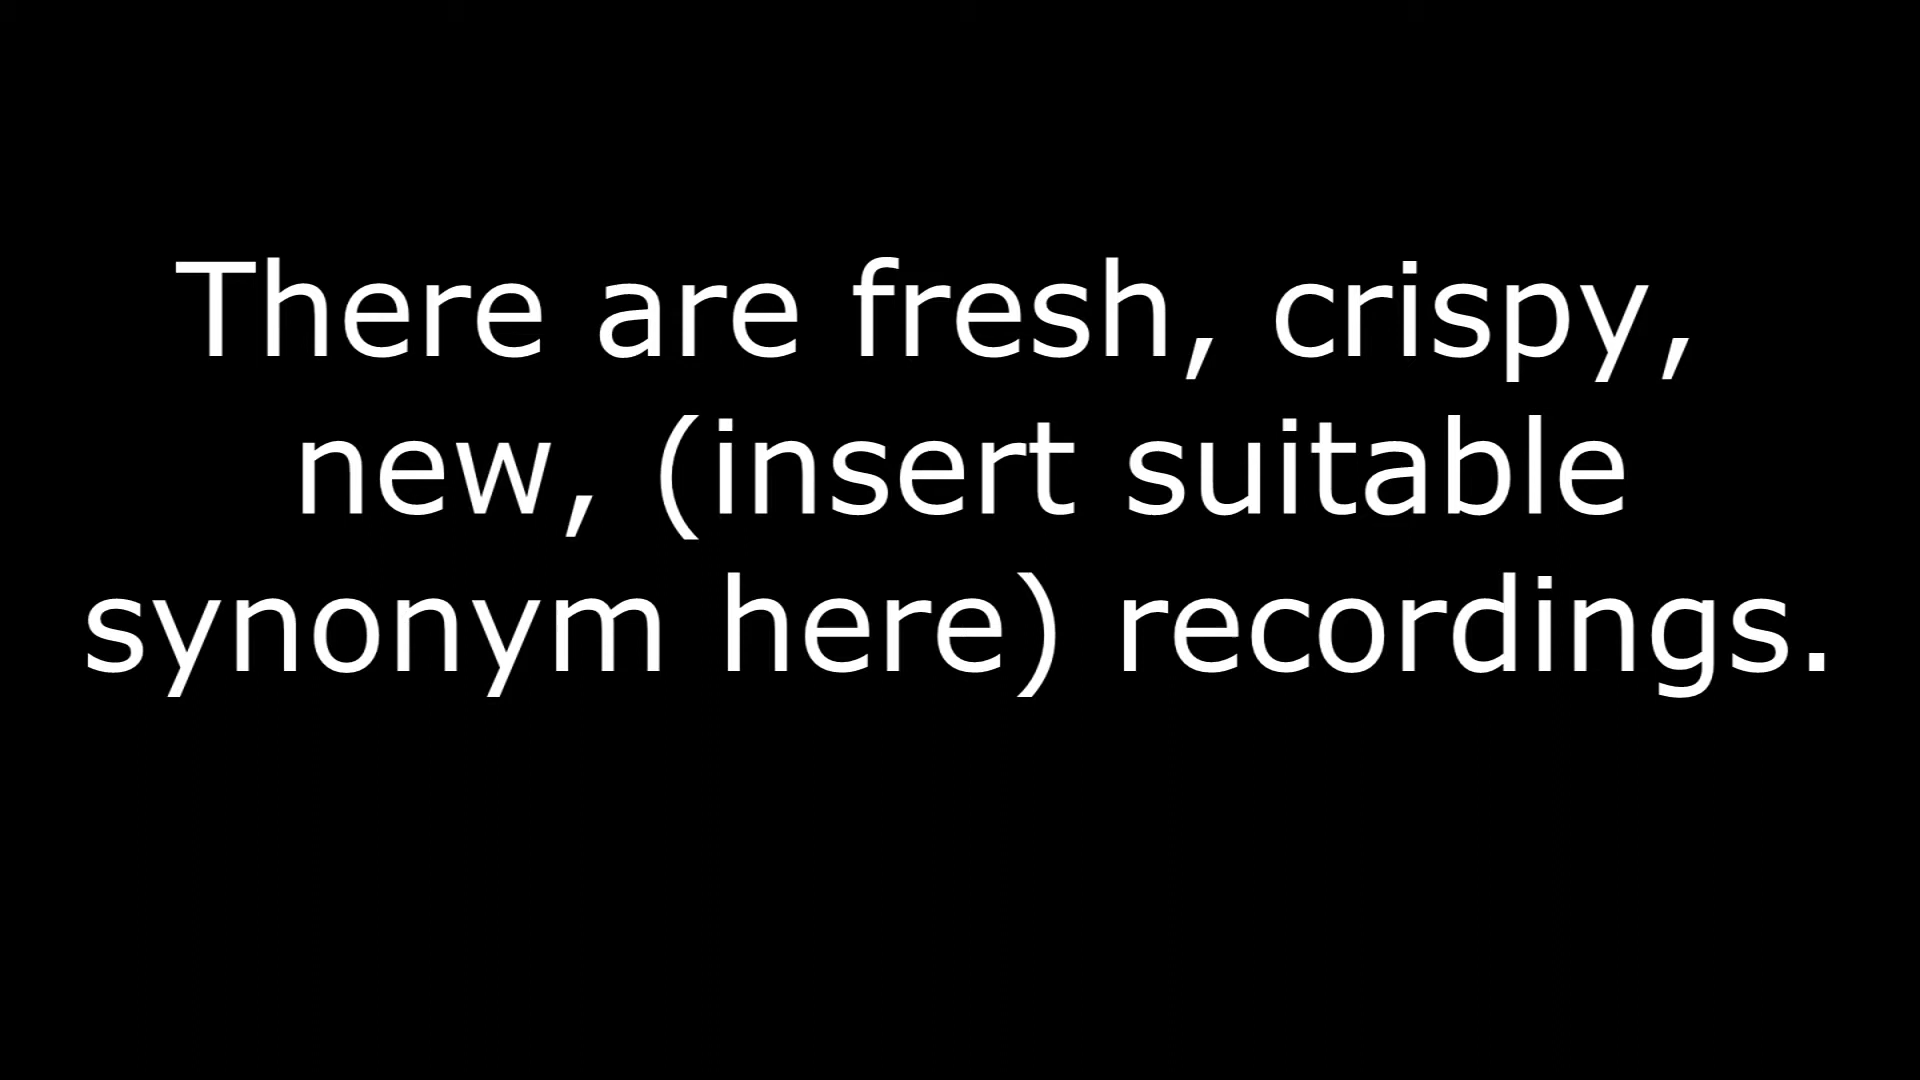 There are fresh, crispy,
new, (insert suitable
synonym here) recordings.